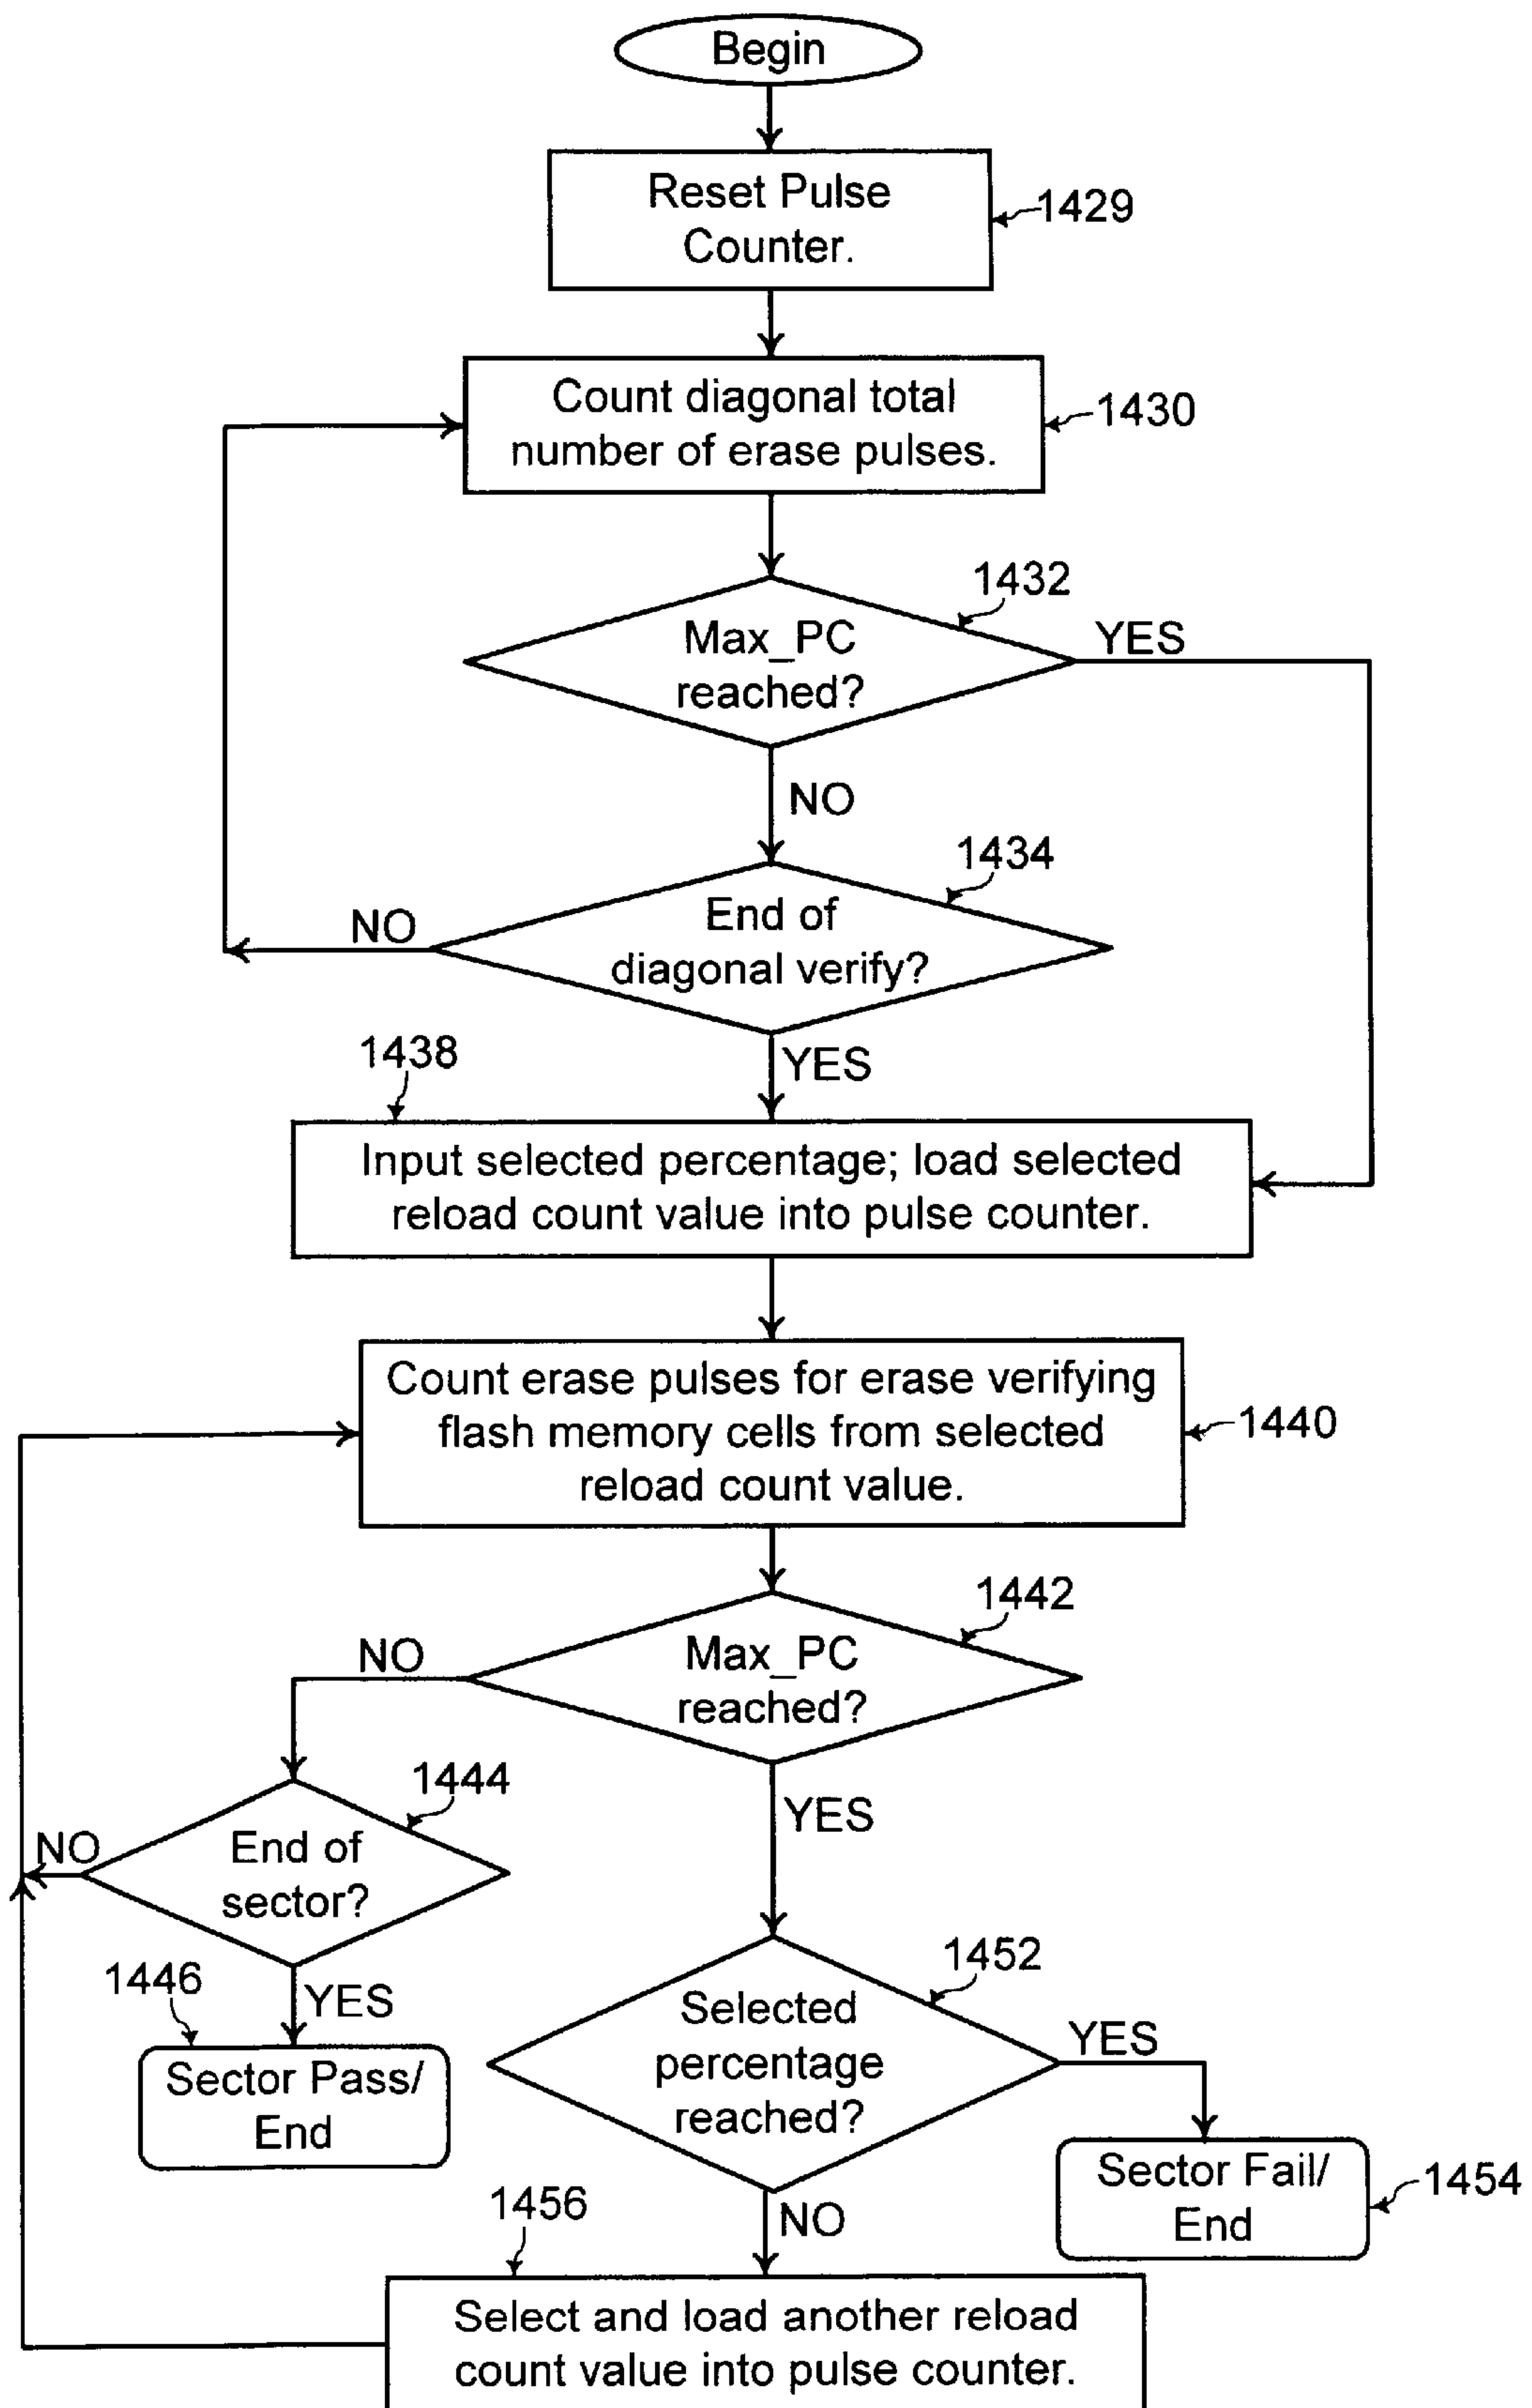 Begin
Reset Pulse
Counter.
1429
Count diagonal total
number of erase pulses.
1430
1432
Max_PC
reached?
YES
NO
1434
End of
diagonal verify?
NO
YES
1438
Input selected percentage; load selected
reload count value into pulse counter.
Count erase pulses for erase verifying
flash memory cells from selected
reload count value.
1440
1442
Max_PC
reached?
NO
YES
1444
End of
sector?
NO
YES
1446
Sector Pass/
End
1452
Selected
percentage
reached?
YES
NO
Sector Fail/
End
1454
1456
Select and load another reload
count value into pulse counter.